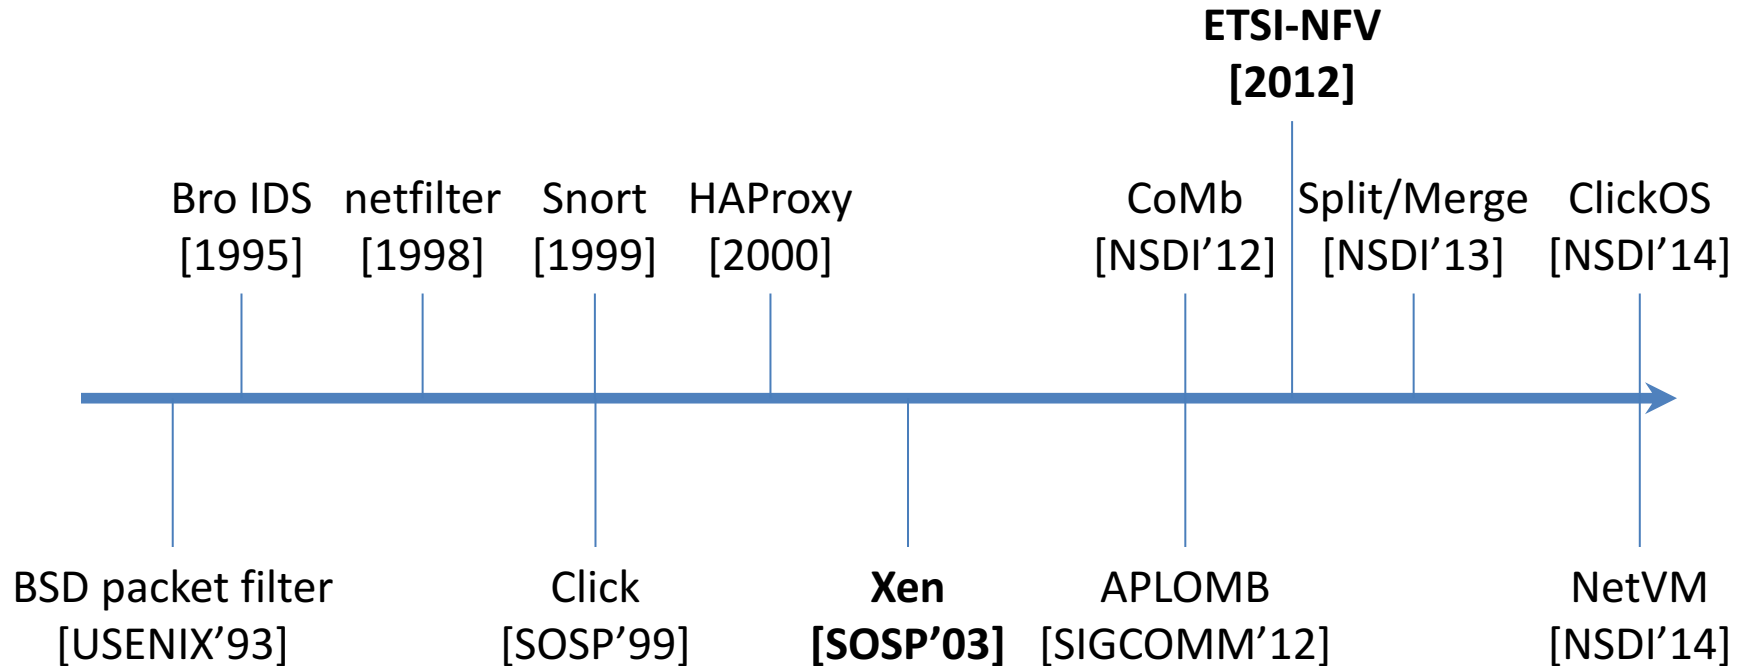 ETSI-NFV
[2012]
Bro IDS
[1995]
netfilter
[1998]
Snort
[1999]
HAProxy
[2000]
CoMb
[NSDI’12]
Split/Merge
[NSDI’13]
ClickOS
[NSDI’14]
BSD packet filter
[USENIX’93]
Click
[SOSP’99]
Xen
[SOSP’03]
APLOMB
[SIGCOMM’12]
NetVM
[NSDI’14]